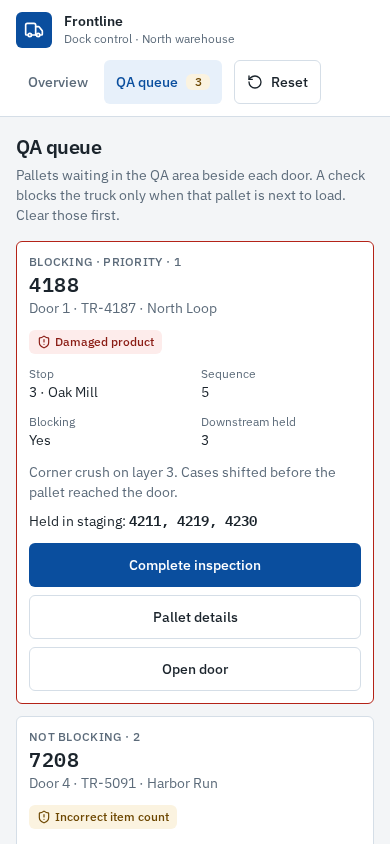 Frontline
Dock control · North warehouse
Overview
QA queue 3
Reset
QA queue
Pallets waiting in the QA area beside each door. A check
blocks the truck only when that pallet is next to load.
Clear those first.
BLOCKING · PRIORITY · 1
4188
Door 1 · TR-4187 · North Loop
Damaged product
Stop
3 · Oak Mill
Sequence
5
Blocking
Yes
Downstream held
3
Corner crush on layer 3. Cases shifted before the
pallet reached the door.
Held in staging: 4211, 4219, 4230
Complete inspection
Pallet details
Open door
NOT BLOCKING · 2
7208
Door 4 · TR-5091 · Harbor Run
Incorrect item count